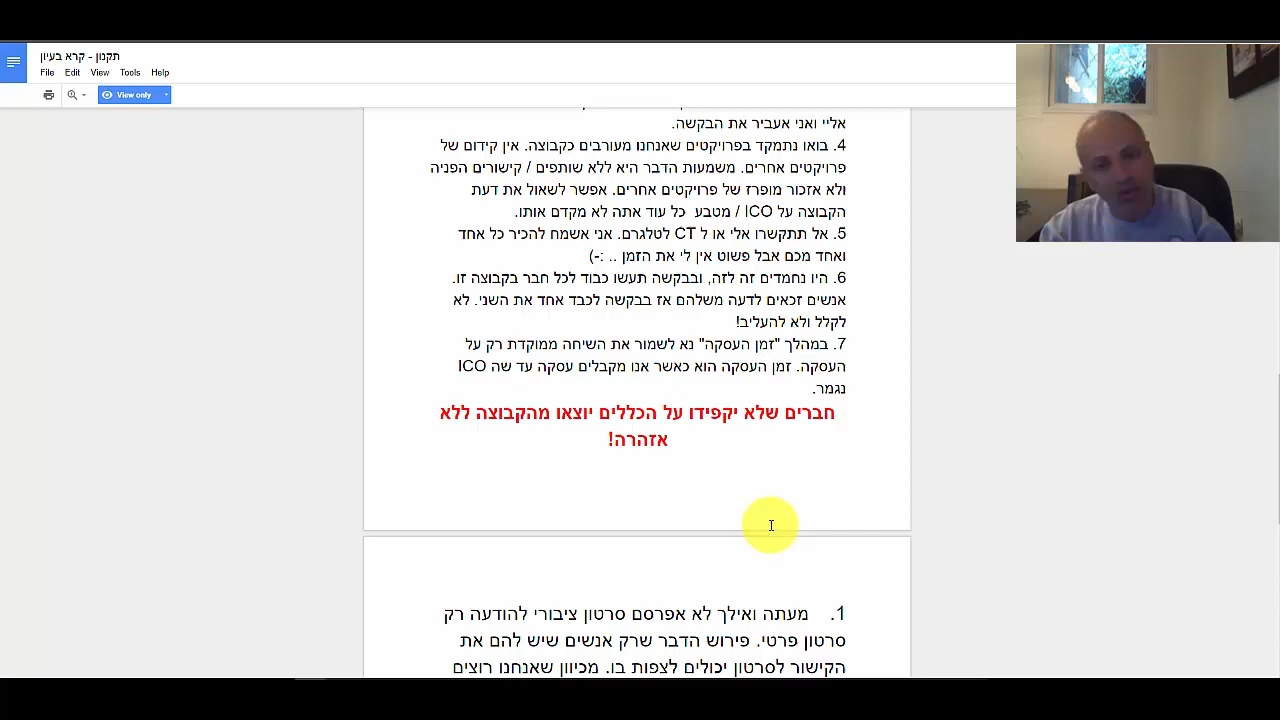 תקנון - קרא בעיון
File Edit View Tools Help
View only
אליי ואני אעביר את הבקשה.
4. בואו נתמקד בפרויקטים שאנחנו מעורבים כקבוצה. אין קידום של
פרויקטים אחרים. משמעות הדבר היא ללא שותפים / קישורים הפניה
ולא אזכור מופרז של פרויקטים אחרים. אפשר לשאול את דעת
הקבוצה על ICO / מטבע כל עוד אתה לא מקדם אותו.
5. אל תתקשרו אלי או ל CT לטלגרם. אני אשמח להכיר כל אחד
ואחד מכם אבל פשוט אין לי את הזמן .. :-)
6. היו נחמדים זה לזה, ובבקשה תעשו כבוד לכל חבר בקבוצה זו.
אנשים זכאים לדעה משלהם אז בבקשה לכבד אחד את השני. לא
לקלל ולא להעליב!
7. במהלך "זמן העסקה" נא לשמור את השיחה ממוקדת רק על
העסקה. זמן העסקה הוא כאשר אנו מקבלים עסקה עד שה ICO
נגמר.
חברים שלא יקפידו על הכללים יוצאו מהקבוצה ללא
אזהרה!
1. מעתה ואילך לא אפרסם סרטון ציבורי להודעה רק
סרטון פרטי. פירוש הדבר שרק אנשים שיש להם את
הקישור לסרטון יכולים לצפות בו. מכיוון שאנחנו רוצים